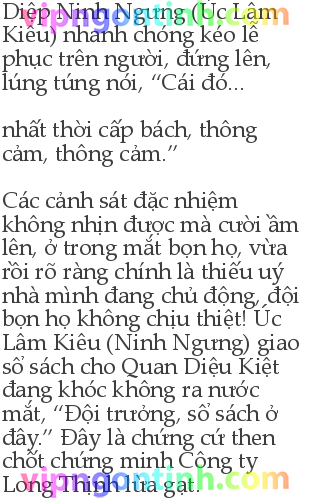 Diệp Ninh Ngưng (Úc Lâm
Kiêu) nhanh chóng kéo lễ
phục trên người, đứng lên,
lúng túng nói, “Cái đó...
nhất thời cấp bách, thông
cảm, thông cảm.”
Các cảnh sát đặc nhiệm
không nhịn được mà cười ầm
lên, ở trong mắt bọn họ, vừa
rồi rõ ràng chính là thiếu uý
nhà mình đang chủ động, đội
bọn họ không chịu thiệt! Úc
Lâm Kiêu (Ninh Ngưng) giao
sổ sách cho Quan Diệu Kiệt
đang khóc không ra nước
mắt, “Đội trưởng, sổ sách ở
đây.” Đây là chứng cứ then
chốt chứng minh Công ty
Long Thịnh lừa gạt.
vipngontinh.com
vipngontinh.com
vipngontinh.com